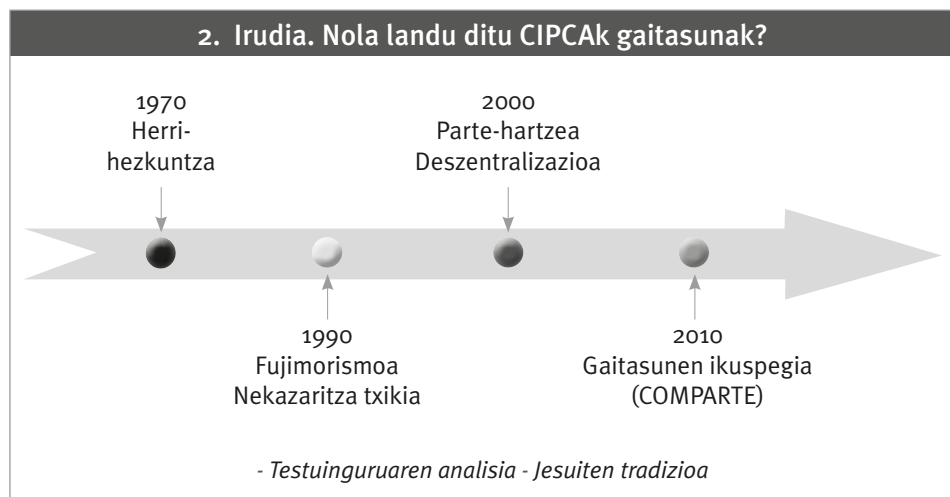 2. Irudia. Nola landu ditu CIPCAk gaitasunak?
1970
Herri-
hezkuntza
2000
Parte-hartzea
Deszentralizazioa
1990
Fujimorismoa
Nekazaritza txikia
2010
Gaitasunen ikuspegia
(COMPARTE)
- Testuinguruaren analisia - Jesuiten tradizioa